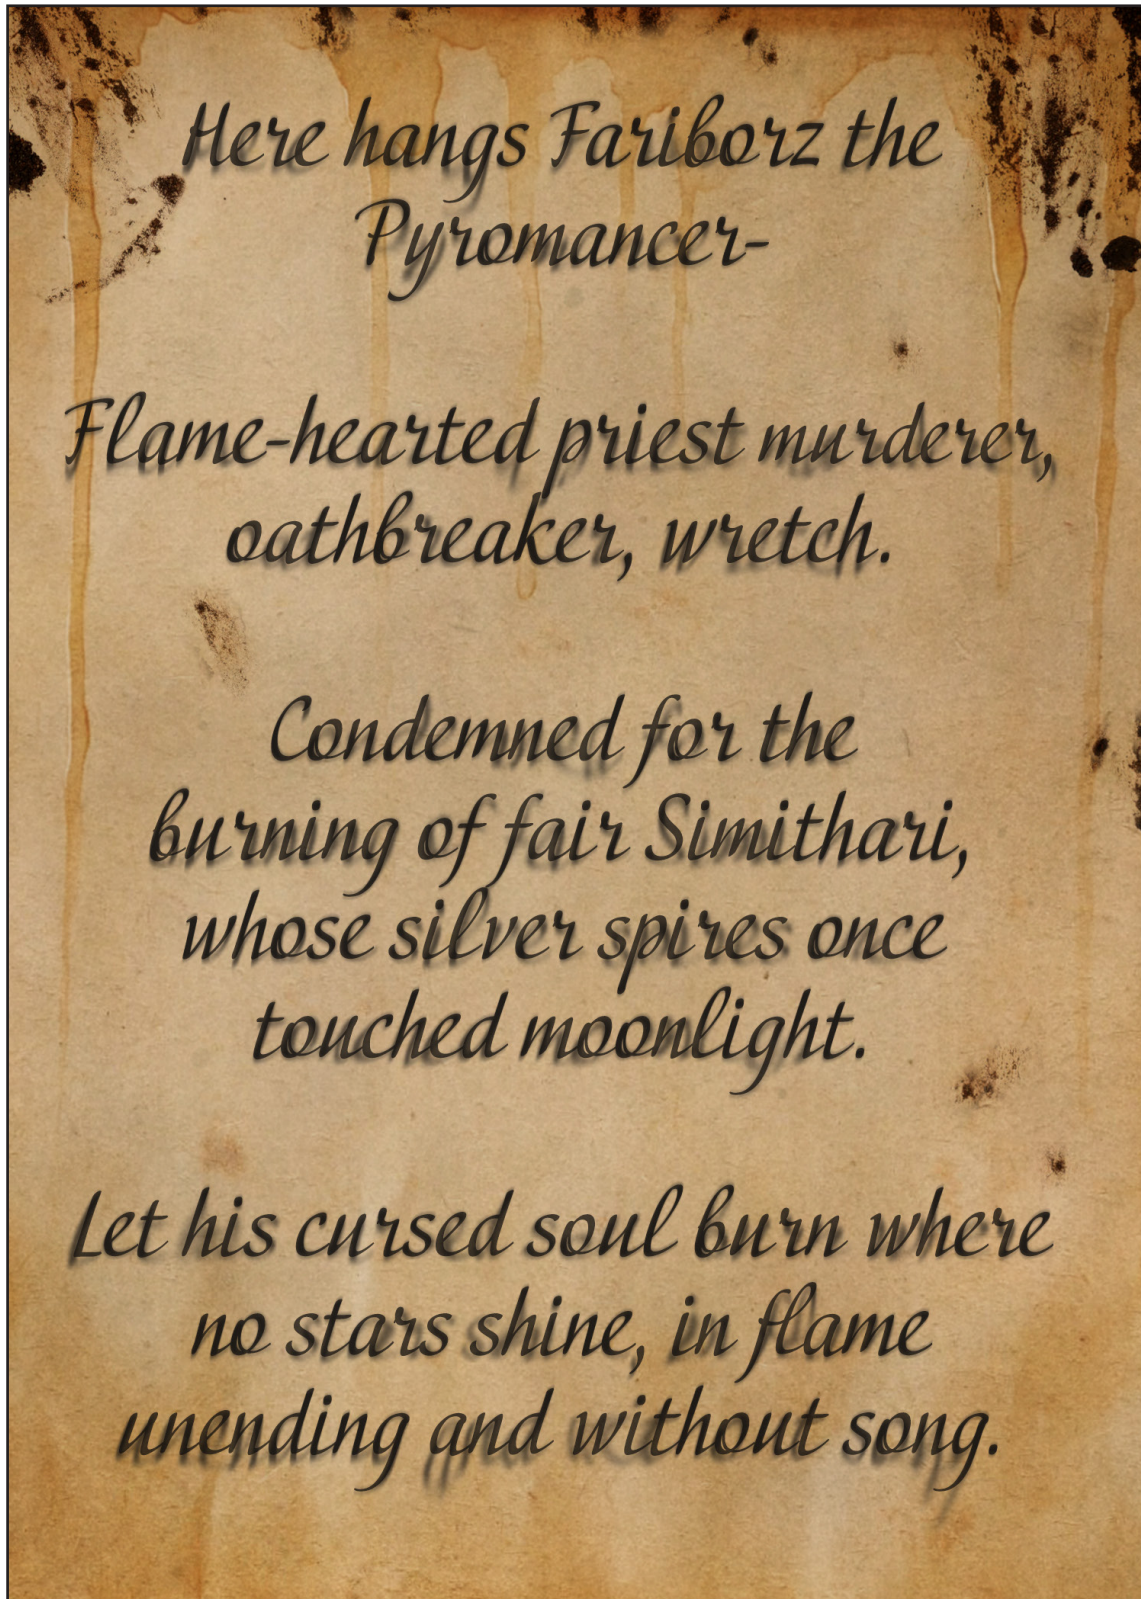 Here hangs Fariborz the
Pyromancer-
Flame-hearted priest murderer,
oathbreaker, wretch.
Condemned for the
burning of fair Simithari,
whose silver spires once
touched moonlight.
Let his cursed soul burn where
no stars shine, in flame
unending and without song.